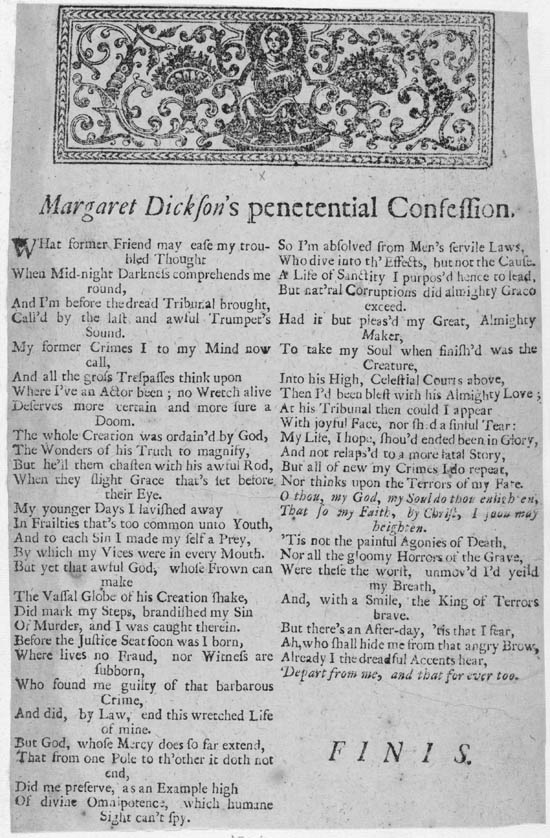 Margaret Dickſon's penetential Confeſſion.
WHat former Friend may eaſe my trou-
bled Thought
When Mid-night Darkneſs comprehends me
round,
And I'm before the dread Tribunal brought,
Call'd by the laſt and awful Trumpet's
Sound.
My former Crimes I to my Mind now
call,
And all the groſs Treſpaſſes think upon
Where I've an Actor been; no Wretch alive
Deſerves more certain and more ſure a
Doom.
The whole Creation was ordain'd by God,
The Wonders of his Truth to magnify,
But he'll them chaſten with his awful Rod,
When they ſlight Grace that's ſet before
their Eye.
My younger Days I laviſhed away
In Frailties that's too common unto Youth,
And to each Sin I made my ſelf a Prey,
By which my Vices were in every Mouth.
But yet that awful God, whoſe Frown can
make
The Vaſſal Globe of his Creation ſhake,
Did mark my Steps, brandiſhed my Sin
Of Murder, and I was caught therein.
Before the Juſtice Seat ſoon was I born,
Where lives no Fraud, nor Witneſs are
ſubborn,
Who found me guilty of that barbarous
Crime,
And did, by Law, end this wretched Life
of mine.
But God, whoſe Mercy does ſo far extend,
That from one Pole to th'other it doth not
end,
Did me preſerve, as an Example high
Of divine Omnipotence, which humane
Sight can't ſpy.
So I'm abſolved from Men's ſervile Laws,
Who dive into th' Effects, but not the Cauſe.
A Life of Sanctity I purpos'd hence to lead,
But nat'ral Corruptions did almighty Grace
exceed.
Had it but pleas'd my Great, Almighty
Maker,
To take my Soul when finiſh'd was the
Creature,
Into his High, Celeſtial Courts above,
Then I'd been bleſt with his Almighty Love;
At his Tribunal then could I appear
With joyful Face, nor ſhed a ſinful Tear:
My Life, I hope, ſhou'd ended been in Glory,
And not relaps'd to a more fatal Story,
But all of new my Crimes I do repeat,
Nor thinks upon the Terrors of my Fate.
O thou, my God, my Soul do thou enlighten,
That ſo my Faith, by Chriſt, I ſoon may
heighten.
'Tis not the painful Agonies of Death,
Nor all the gloomy Horrors of the Grave,
Were theſe the worſt, unmov'd I'd yeild
my Breath,
And, with a Smile, the King of Terrors
brave.
But there's an After-day, 'tis that I fear,
Ah, who ſhall hide me from that angry Brow,
Already I the dreadful Accents hear,
Depart from me, and that for ever too.
FINIS.